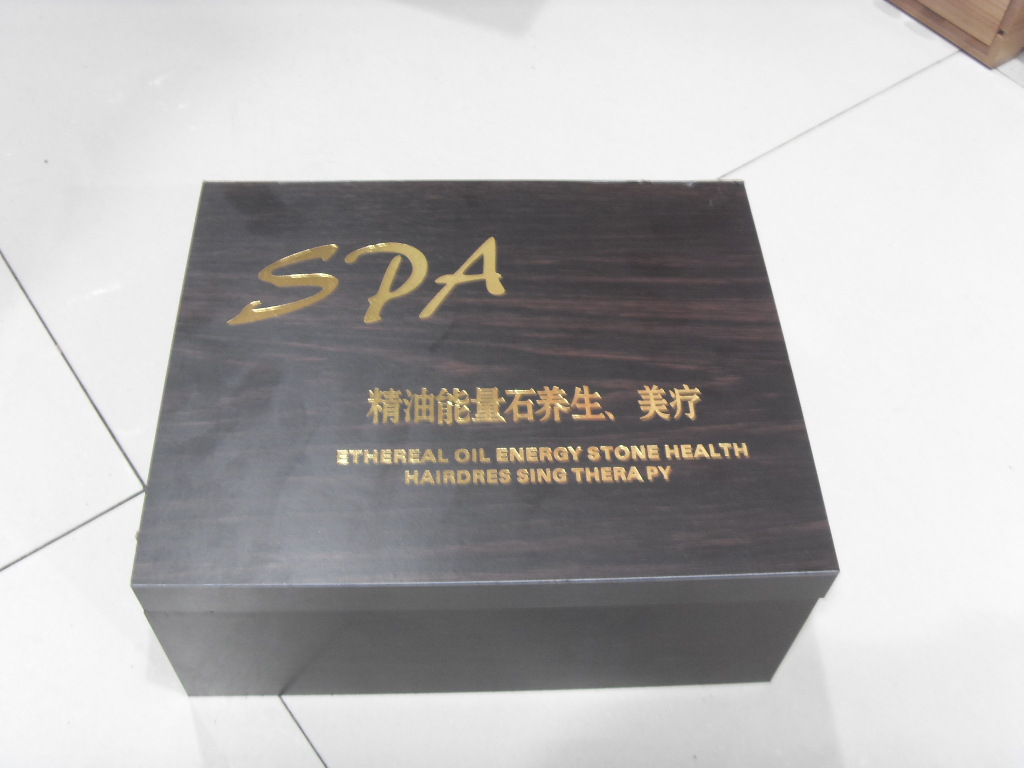 SPA
精油能量石养生、美疗
ETHEREAL OIL ENERGY STONE HEALTH
HAIRDRES SING THERA PY